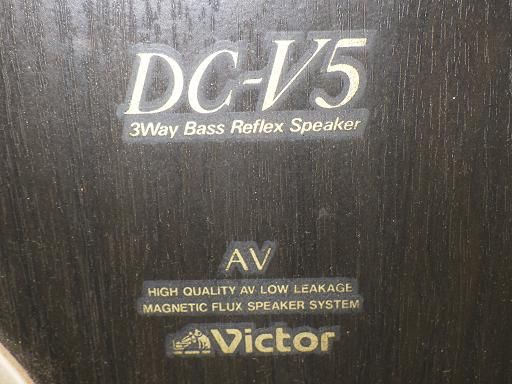 DC-V5
3Way Bass Reflex Speaker
AV
HIGH QUALITY AV LOW LEAKAGE
MAGNETIC FLUX SPEAKER SYSTEM
Victor